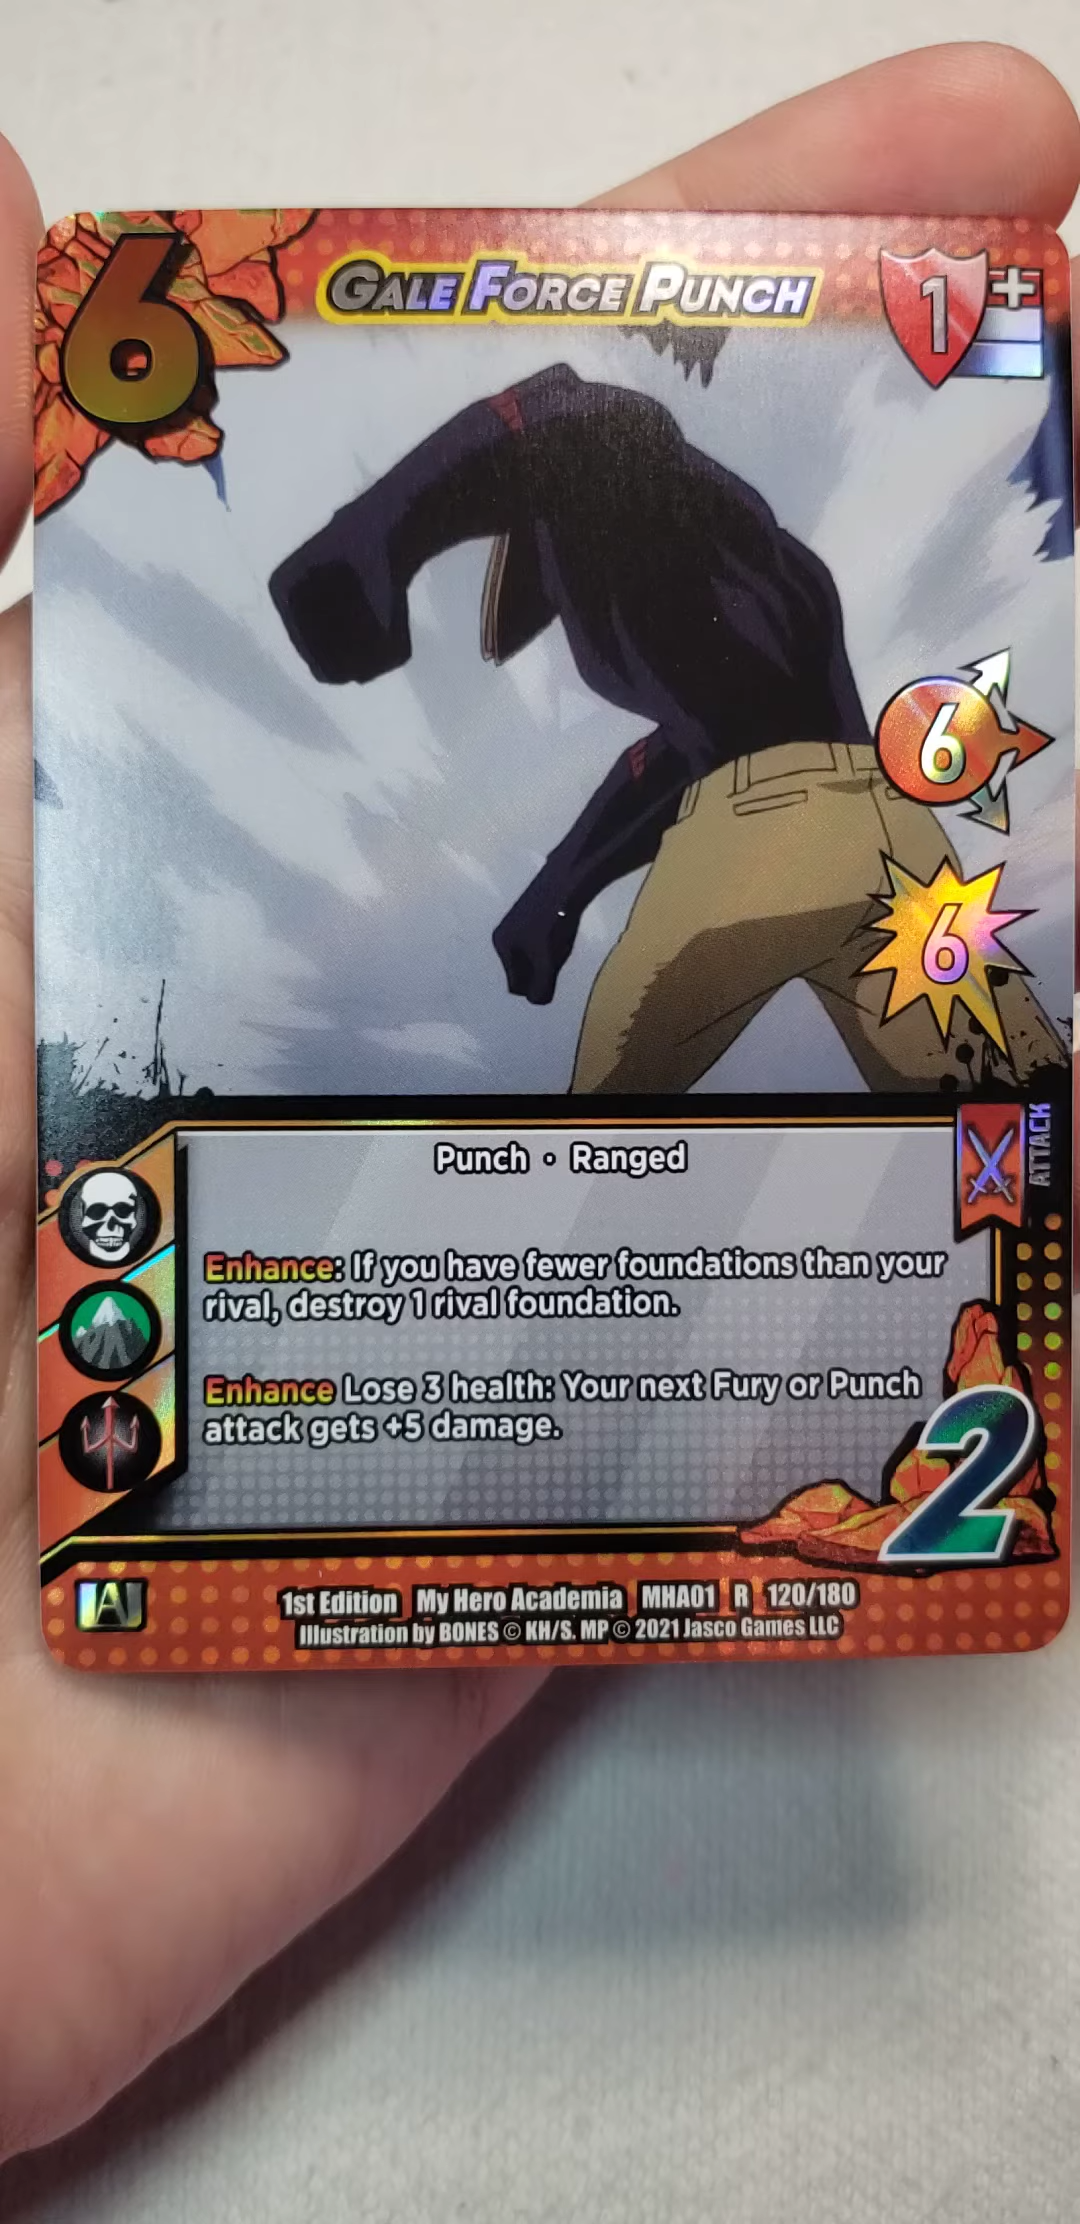 6
GALE FORCE PUNCH
1 +
6
6
ATTACK
Punch • Ranged
Enhance: If you have fewer foundations than your
rival, destroy 1 rival foundation.
Enhance Lose 3 health: Your next Fury or Punch
attack gets +5 damage.
2
A
1st Edition My Hero Academia MHA01 R 120/180
Illustration by BONES © KH/S. MP © 2021 Jasco Games LLC